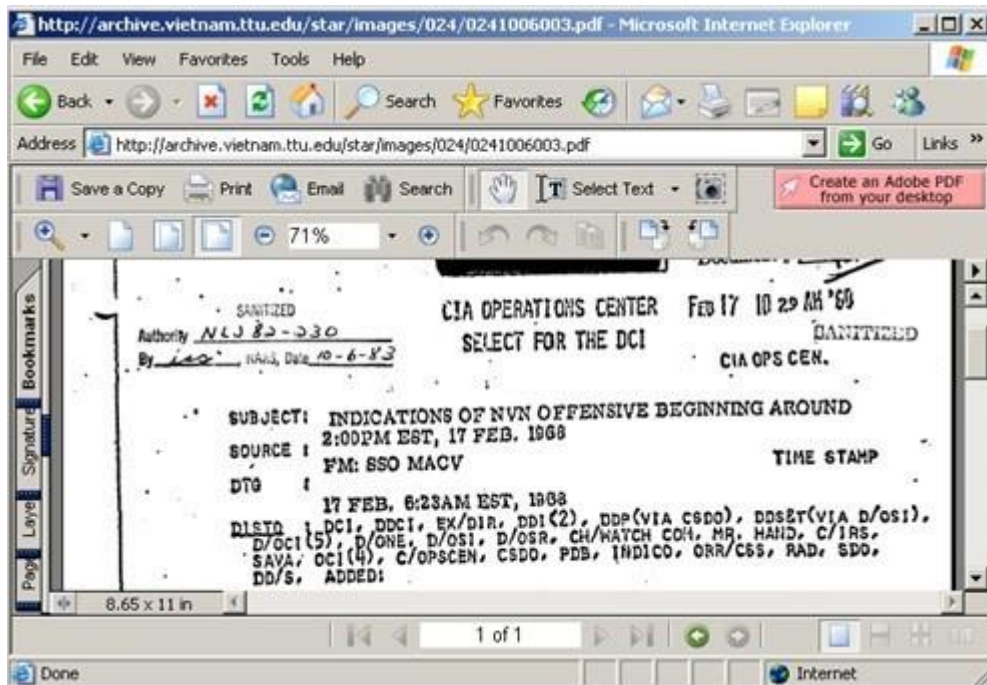 http://archive.vietnam.ttu.edu/star/images/024/0241006003.pdf - Microsoft Internet Explorer
File Edit View Favorites Tools Help
Back Search Favorites
Address http://archive.vietnam.ttu.edu/star/images/024/0241006003.pdf Go Links »
Save a Copy Print Email Search Select Text Create an Adobe PDF from your desktop
71%
Bookmarks
Signature
Laye
Page
SANITIZED
Authority NLJ 82-230
By , NARS, Date 10-6-83
CIA OPERATIONS CENTER
SELECT FOR THE DCI
FEB 17 10 29 AM '68
SANITIZED
CIA OPS CEN.
SUBJECT: INDICATIONS OF NVN OFFENSIVE BEGINNING AROUND
2:00PM EST, 17 FEB. 1968
SOURCE :
FM: SSO MACV
TIME STAMP
DTG :
17 FEB, 6:23AM EST, 1968
DISTD : DCI, DDCI, EX/DIR, DDI(2), DDP(VIA CSDO), DDS&T(VIA D/OSI),
D/OCI(5), D/ONE, D/OSI, D/OSR, CH/WATCH COM, MR. HAND, C/IRS,
SAVA, OCI(4), C/OPSCEN, CSDO, PDB, INDICO, ORR/CSS, RAD, SDO,
DD/S, ADDED:
8.65 x 11 in
1 of 1
Done Internet